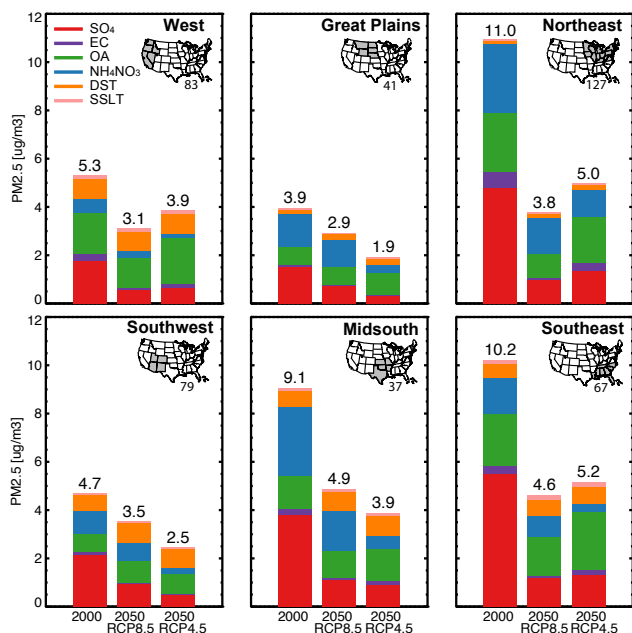 West
SO₄
EC
OA
NH₄NO₃
DST
SSLT
83
5.3
3.1
3.9
Great Plains
41
3.9
2.9
1.9
Northeast
127
11.0
3.8
5.0
PM2.5 [ug/m3]
12
10
8
6
4
2
0
Southwest
79
4.7
3.5
2.5
Midsouth
37
9.1
4.9
3.9
Southeast
67
10.2
4.6
5.2
PM2.5 [ug/m3]
12
10
8
6
4
2
0
2000 2050 2050
RCP8.5 RCP4.5
2000 2050 2050
RCP8.5 RCP4.5
2000 2050 2050
RCP8.5 RCP4.5